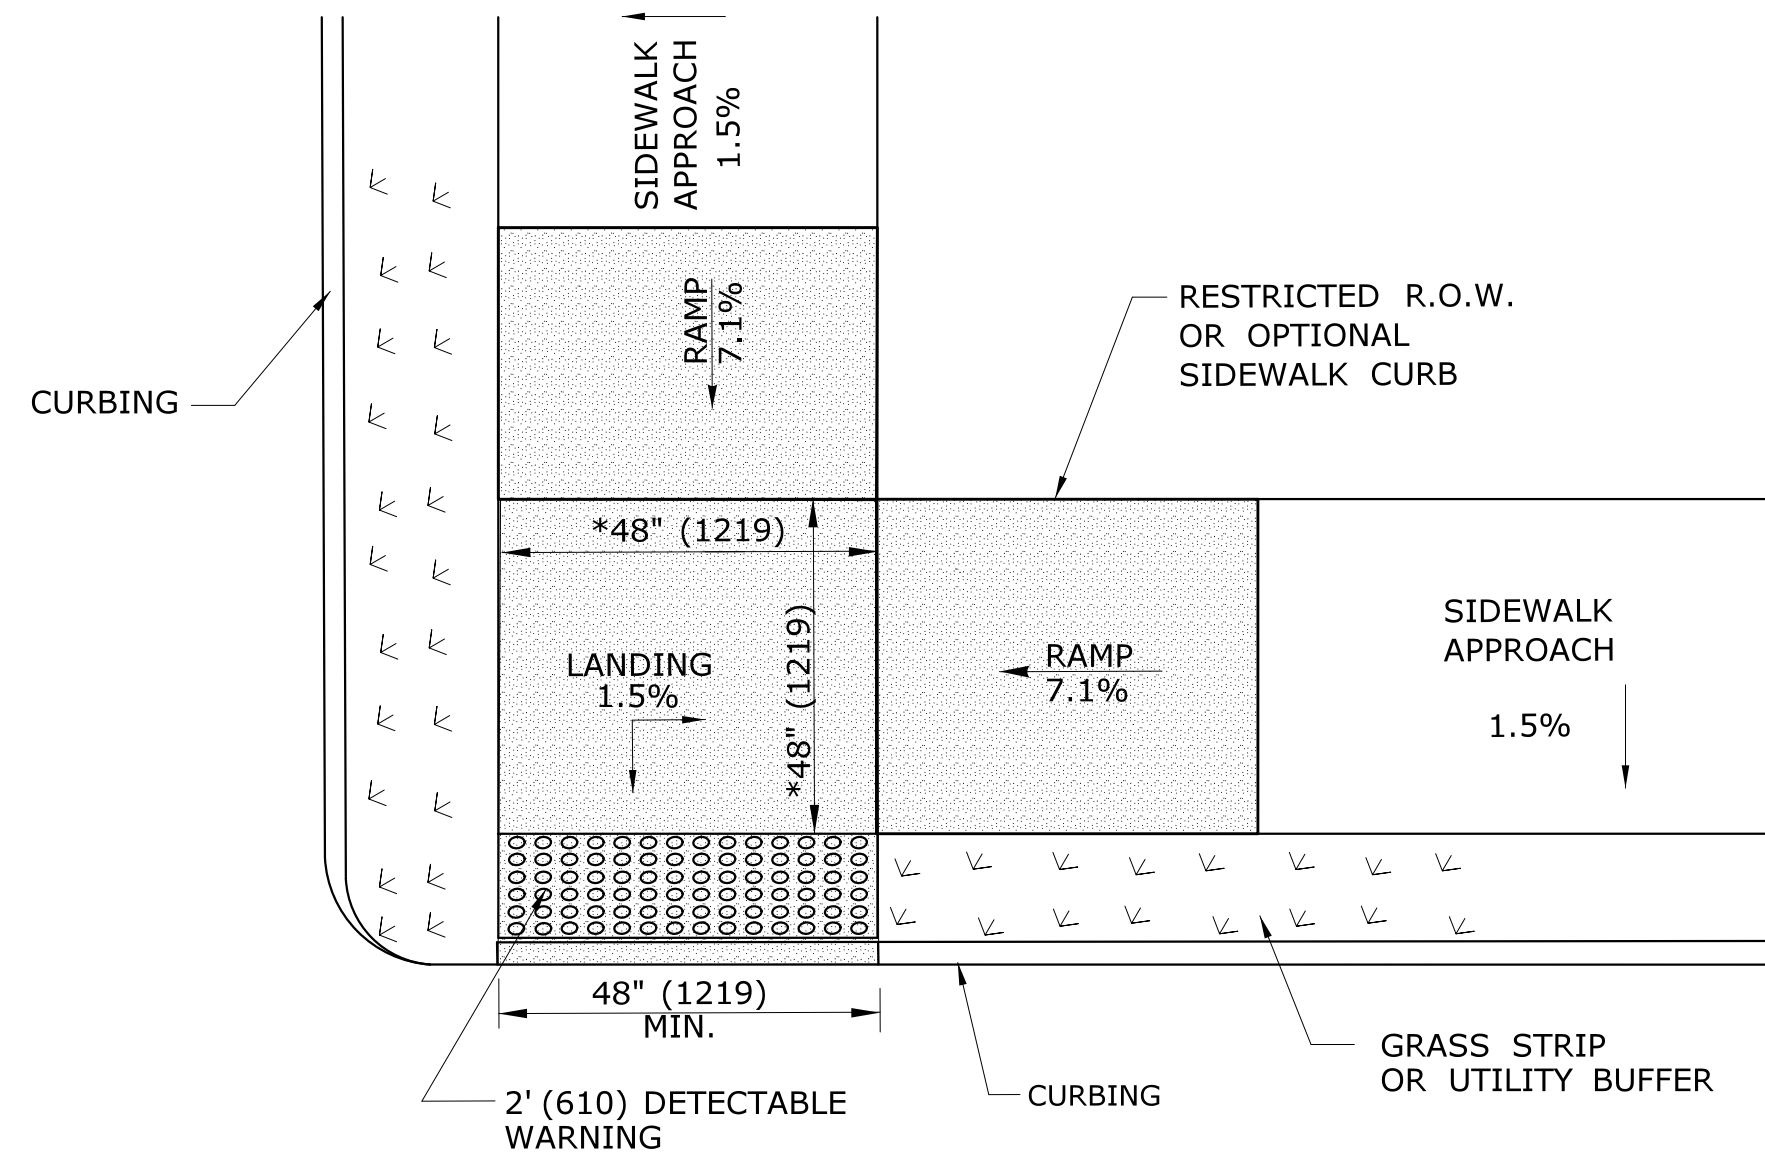 SIDEWALK
APPROACH
1.5%
RAMP
7.1%
RESTRICTED R.O.W.
OR OPTIONAL
SIDEWALK CURB
CURBING
*48" (1219)
*48" (1219)
LANDING
1.5%
RAMP
7.1%
SIDEWALK
APPROACH
1.5%
48" (1219)
MIN.
GRASS STRIP
OR UTILITY BUFFER
CURBING
2' (610) DETECTABLE
WARNING